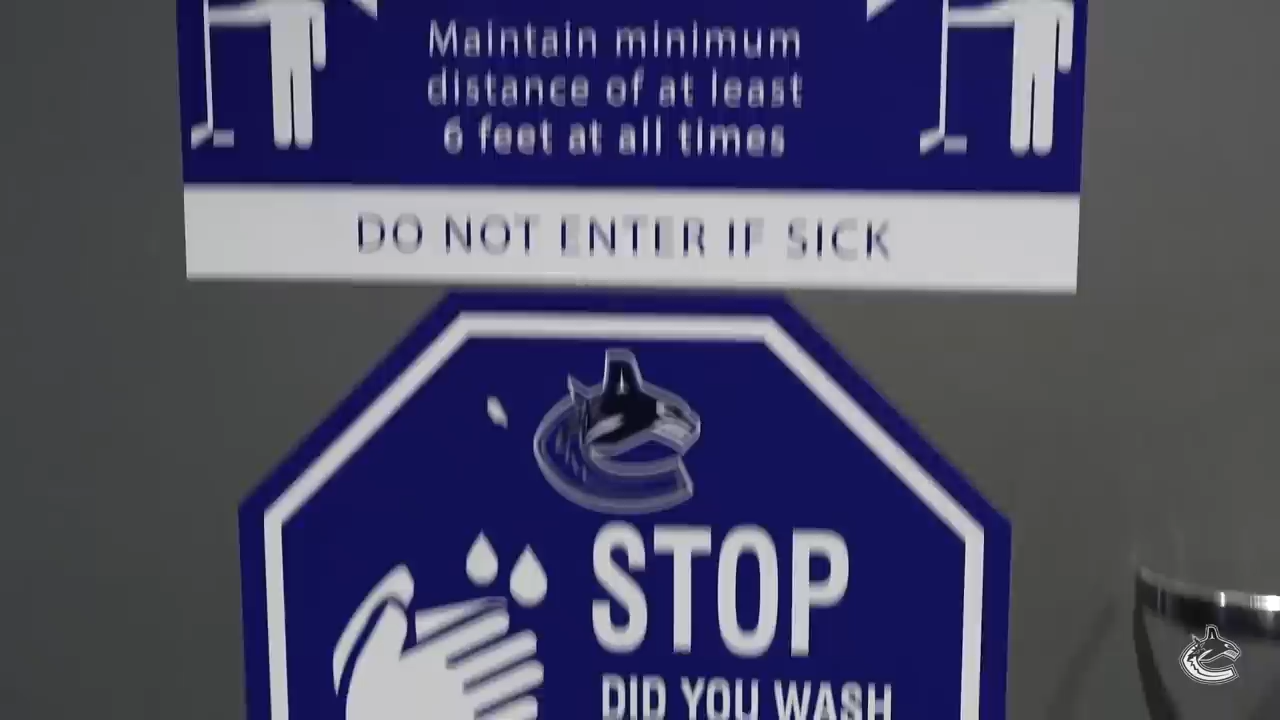 Maintain minimum
distance of at least
6 feet at all times
DO NOT ENTER IF SICK
STOP
DID YOU WASH